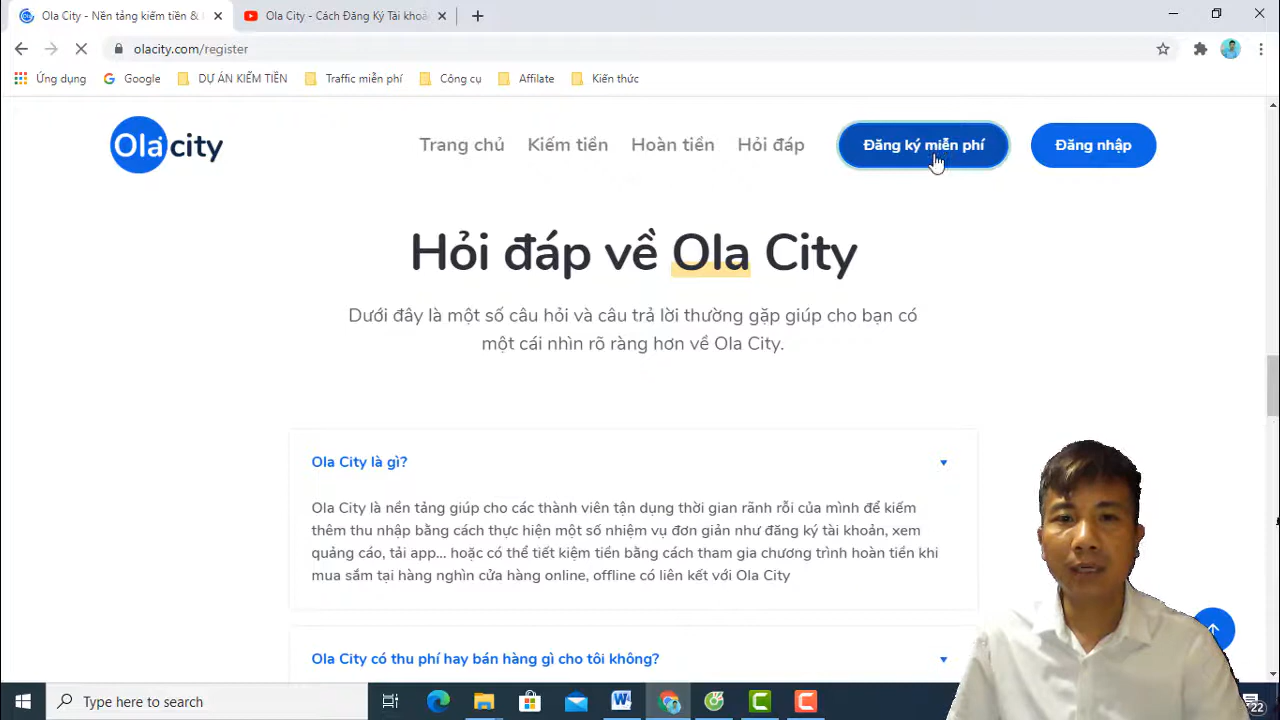 Ola City - Nền tảng kiếm tiền &
Ola City - Cách Đăng Ký Tài khoản
olacity.com/register
Ứng dụng
Google
DỰ ÁN KIẾM TIỀN
Traffic miễn phí
Công cụ
Affilate
Kiến thức
Olacity
Trang chủ
Kiếm tiền
Hoàn tiền
Hỏi đáp
Đăng ký miễn phí
Đăng nhập
Hỏi đáp về Ola City
Dưới đây là một số câu hỏi và câu trả lời thường gặp giúp cho bạn có
một cái nhìn rõ ràng hơn về Ola City.
Ola City là gì?
Ola City là nền tảng giúp cho các thành viên tận dụng thời gian rãnh rỗi của mình để kiếm
thêm thu nhập bằng cách thực hiện một số nhiệm vụ đơn giản như đăng ký tài khoản, xem
quảng cáo, tải app... hoặc có thể tiết kiệm tiền bằng cách tham gia chương trình hoàn tiền khi
mua sắm tại hàng nghìn cửa hàng online, offline có liên kết với Ola City
Ola City có thu phí hay bán hàng gì cho tôi không?
Type here to search
22